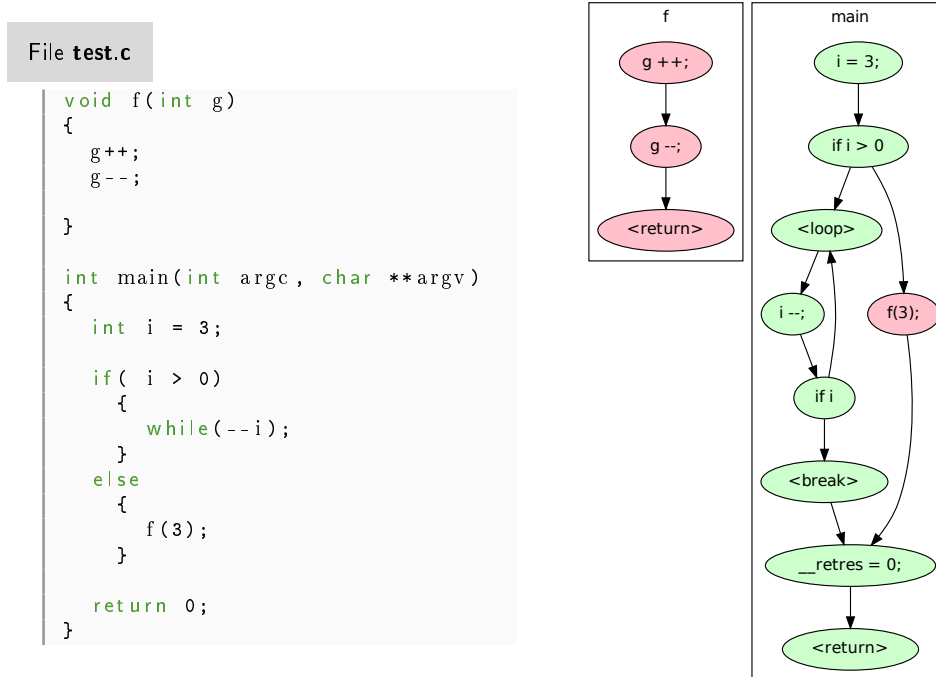 File test.c
void f(int g)
{
g++;
g--;
}
int main(int argc, char **argv)
{
int i = 3;
if( i > 0)
{
while(--i);
}
else
{
f(3);
}
return 0;
}
f
g ++;
g --;
<return>
main
i = 3;
if i > 0
<loop>
i --;
f(3);
if i
<break>
__retres = 0;
<return>